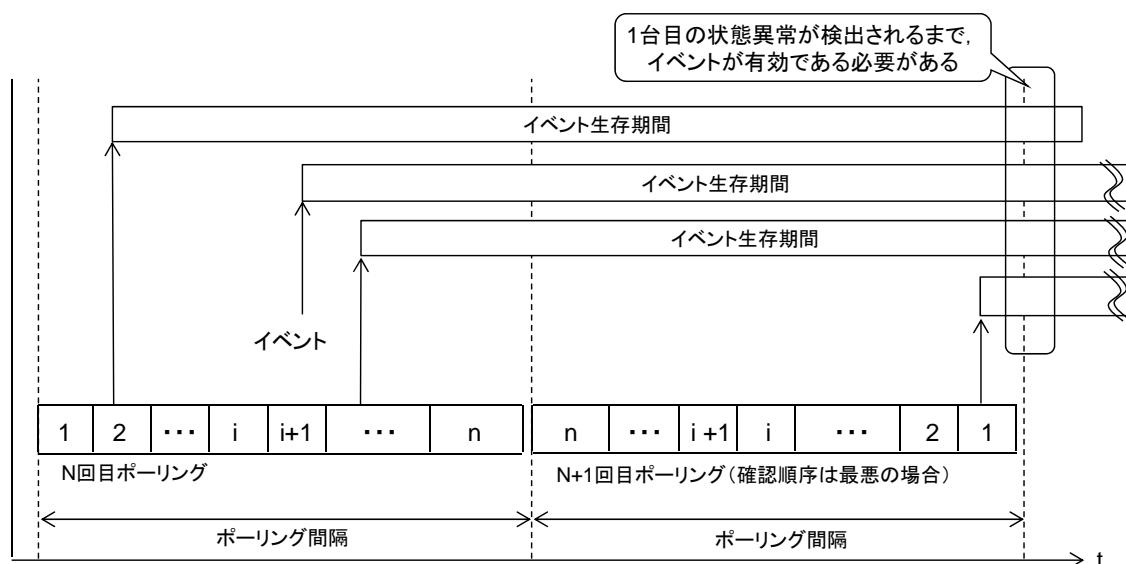 1台目の状態異常が検出されるまで,
イベントが有効である必要がある
イベント生存期間
イベント生存期間
イベント生存期間
イベント
1 2 ・・・ i i+1 ・・・ n
n ・・・ i +1 i ・・・ 2 1
N回目ポーリング
N+1回目ポーリング(確認順序は最悪の場合)
ポーリング間隔
ポーリング間隔
t